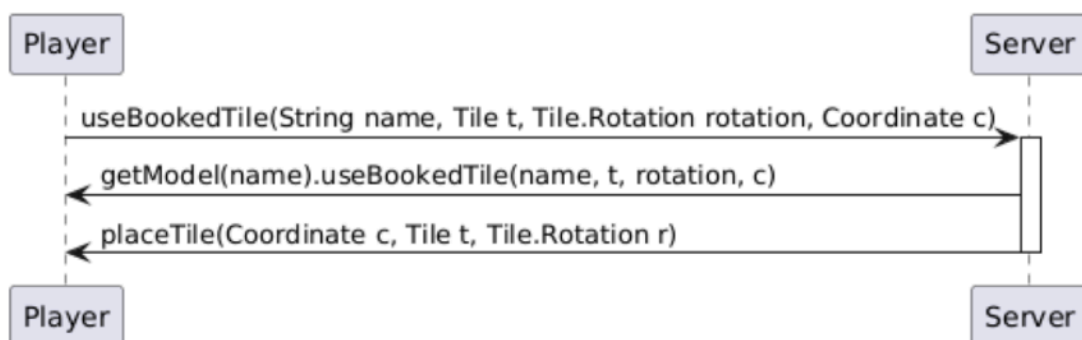 Player
Server
useBookedTile(String name, Tile t, Tile.Rotation rotation, Coordinate c)
getModel(name).useBookedTile(name, t, rotation, c)
placeTile(Coordinate c, Tile t, Tile.Rotation r)
Player
Server